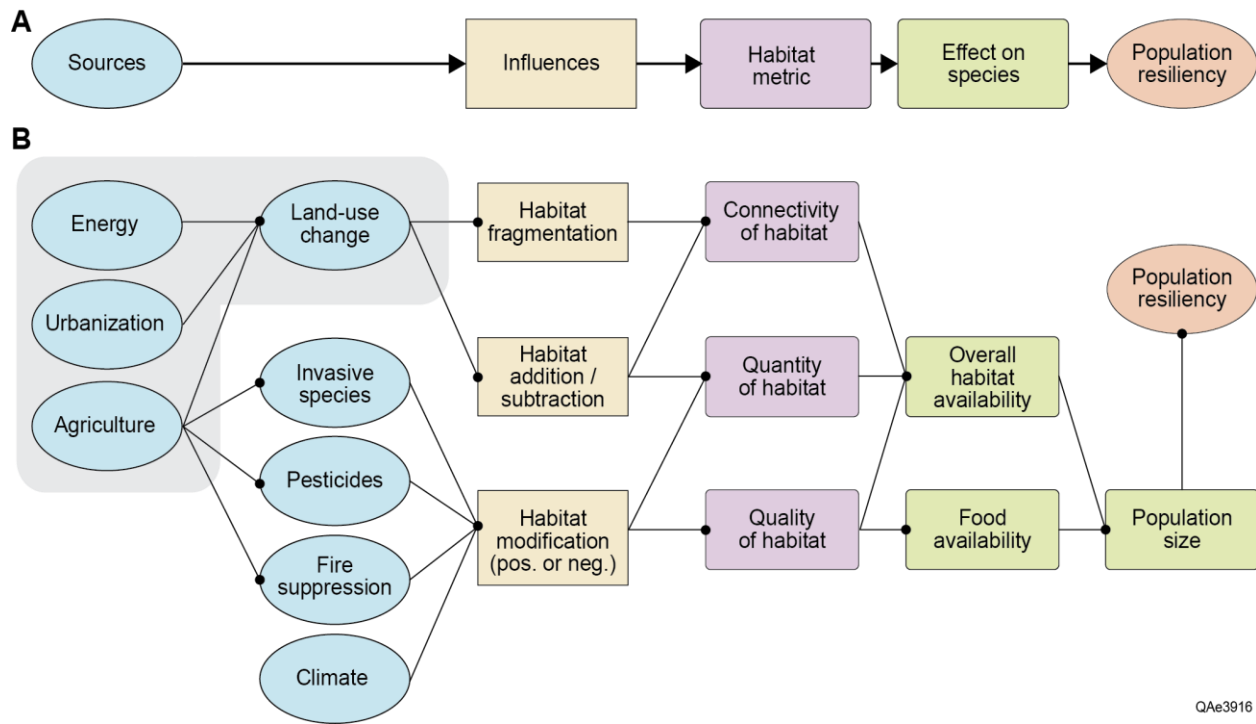 A
Sources
Influences
Habitat
metric
Effect on
species
Population
resiliency
B
Energy
Land-use
change
Habitat
fragmentation
Connectivity
of habitat
Population
resiliency
Urbanization
Invasive
species
Habitat
addition /
subtraction
Quantity
of habitat
Overall
habitat
availability
Agriculture
Pesticides
Habitat
modification
(pos. or neg.)
Quality
of habitat
Food
availability
Population
size
Fire
suppression
Climate
QAe3916